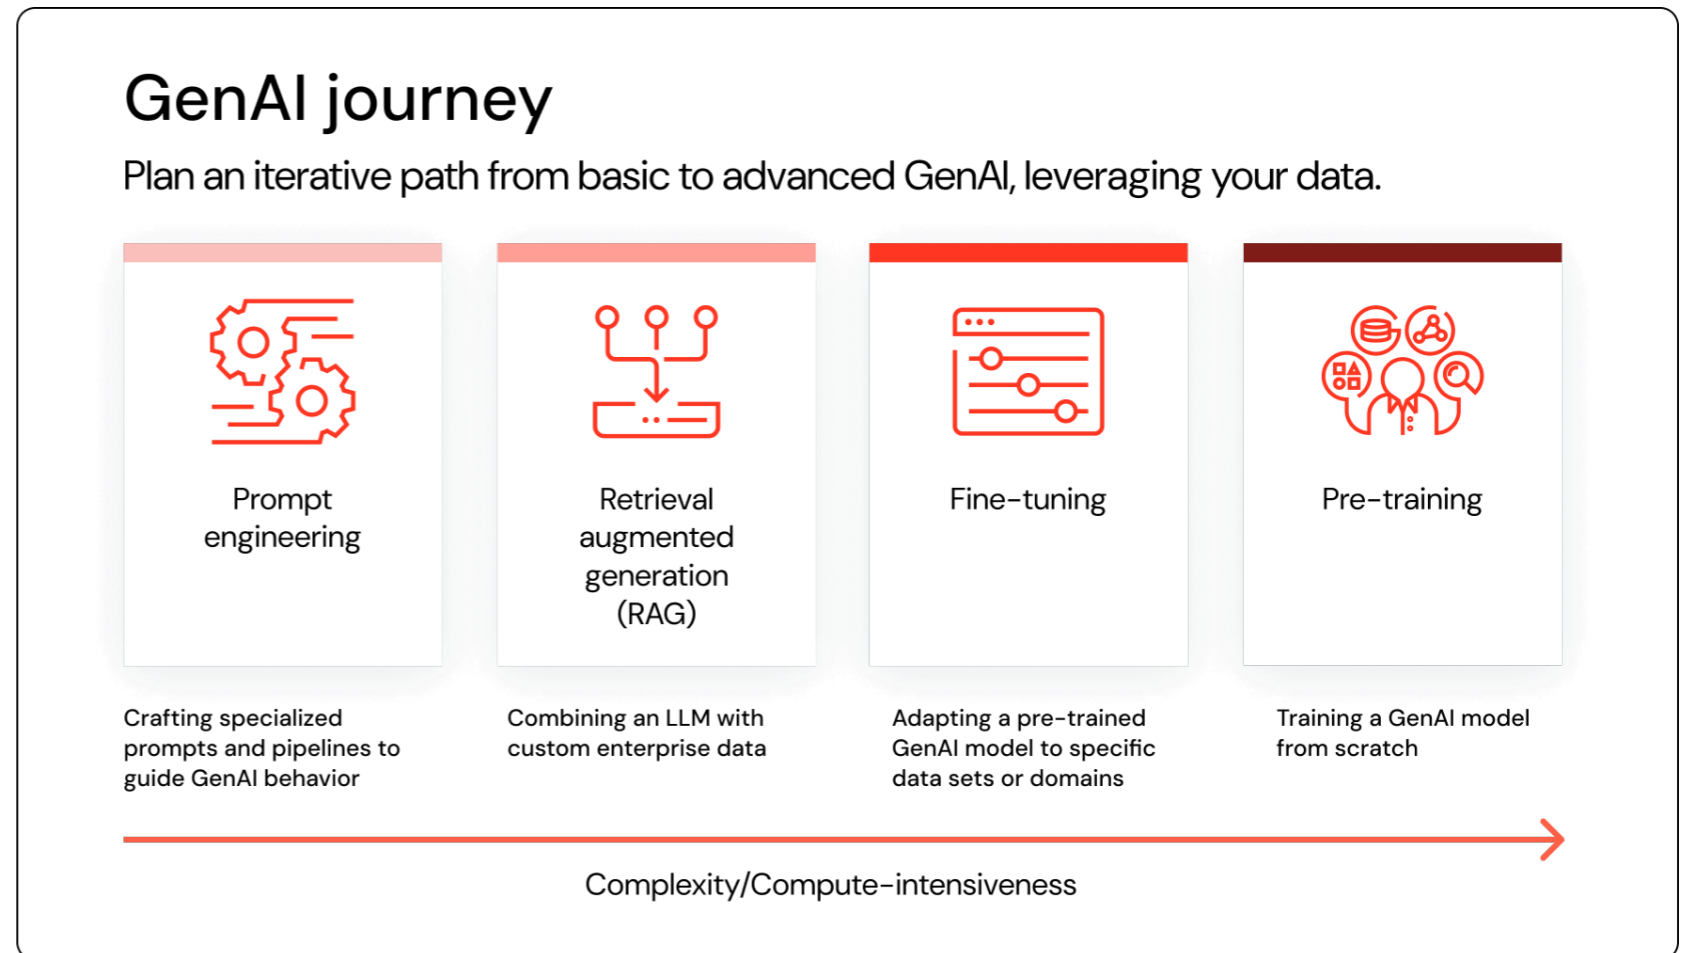 GenAI journey
Plan an iterative path from basic to advanced GenAI, leveraging your data.
Prompt
engineering
Retrieval
augmented
generation
(RAG)
Fine-tuning
Pre-training
Crafting specialized
prompts and pipelines to
guide GenAI behavior
Combining an LLM with
custom enterprise data
Adapting a pre-trained
GenAI model to specific
data sets or domains
Training a GenAI model
from scratch
Complexity/Compute-intensiveness